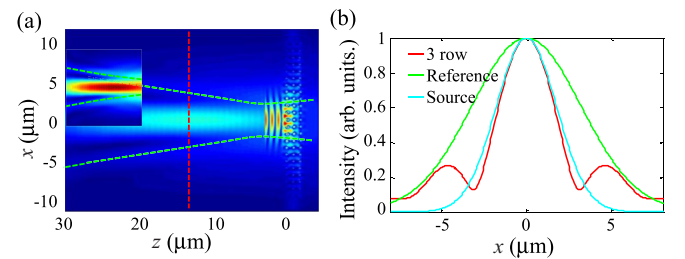 (a)
10
5
0
-5
-10
x (μm)
30
20
10
0
z (μm)
(b)
1
0.8
0.6
0.4
0.2
0
Intensity (arb. units.)
3 row
Reference
Source
-5
0
5
x (μm)